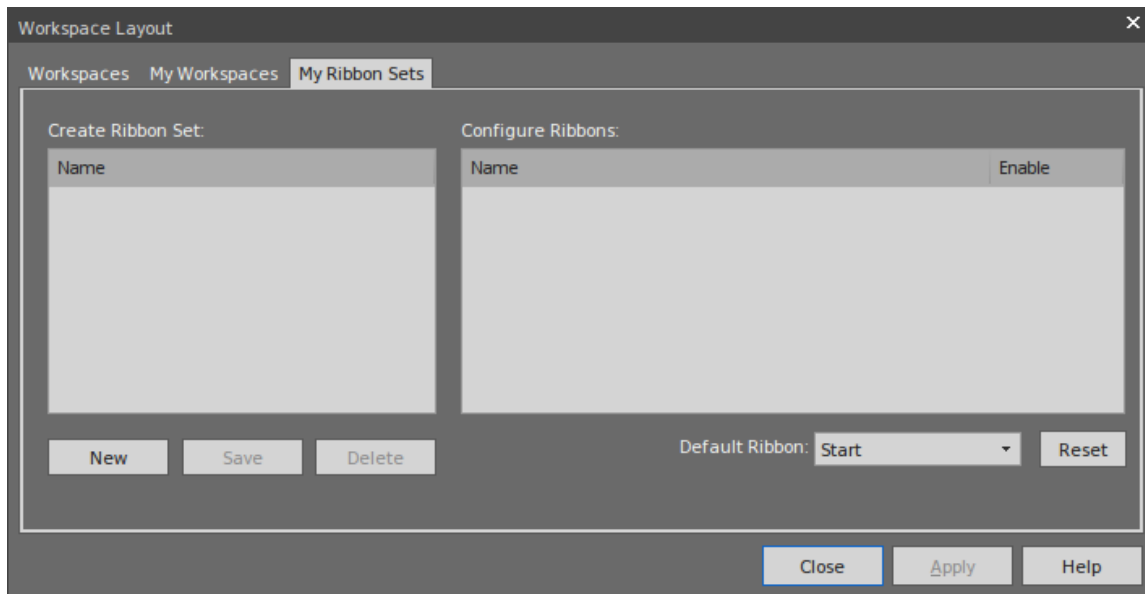 Workspace Layout
Workspaces My Workspaces My Ribbon Sets
Create Ribbon Set: Configure Ribbons:
Name Name Enable
New Save Delete Default Ribbon: Start Reset
Close Apply Help